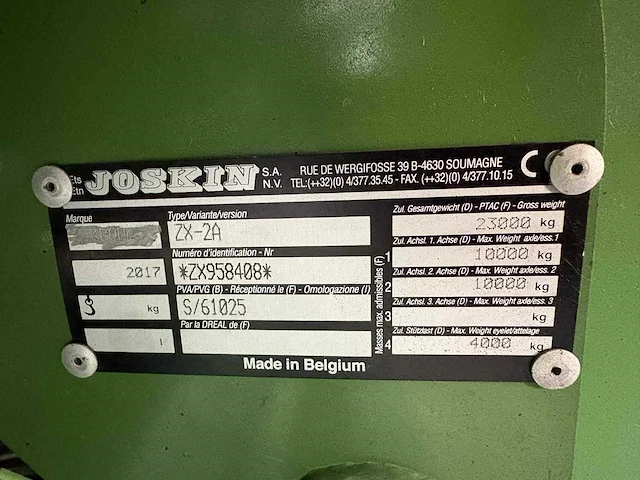 Ets
Etn JOSKIN S.A.
N.V.
RUE DE WERGIFOSSE 39 B-4630 SOUMAGNE
TEL:(++32)(0) 4/377.35.45 - FAX. (++32)(0) 4/377.10.15
CE
Marque
2017
kg
l
Type/Variante/version
ZX-2A
Numéro d'identification - Nr
*ZX958408*
PVA/PVG (B) - Réceptionné le (F) - Omologazione (I)
S/61025
Par la DREAL de (F)
Made in Belgium
Masses max. admissibles (F)
Zul. Gesamtgewicht (D) - PTAC (F) - Gross weight
23000 kg
Zul. Achsl. 1. Achse (D) - Max. Weight axle/ess.1
1 10000 kg
Zul. Achsl. 2. Achse (D) - Max. Weight axle/ess.2
2 10000 kg
Zul. Achsl. 3. Achse (D) - Max. Weight axle/ess.3
3 kg
Zul. Stützlast (D) - Max. Weight eyelet/attelage
4 4000 kg